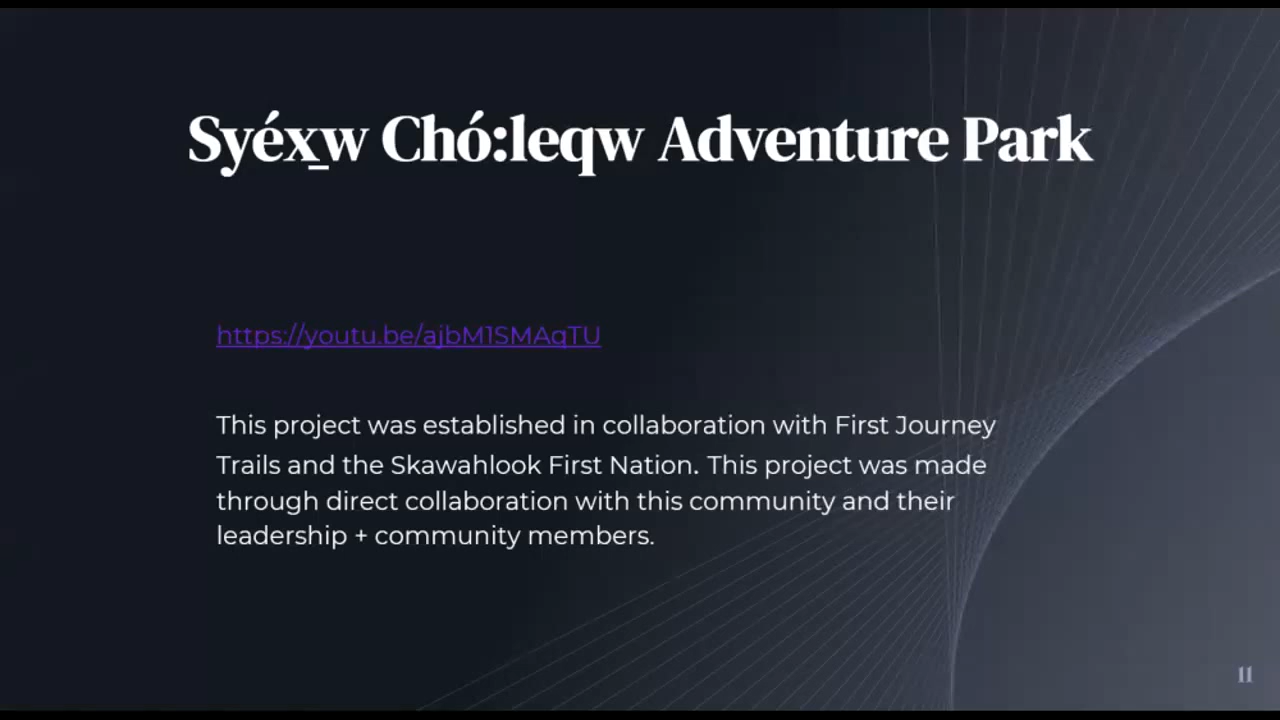 Syéx̲w Chó:leqw Adventure Park
https://youtu.be/ajbM1SMAqTU
This project was established in collaboration with First Journey
Trails and the Skawahlook First Nation. This project was made
through direct collaboration with this community and their
leadership + community members.
11